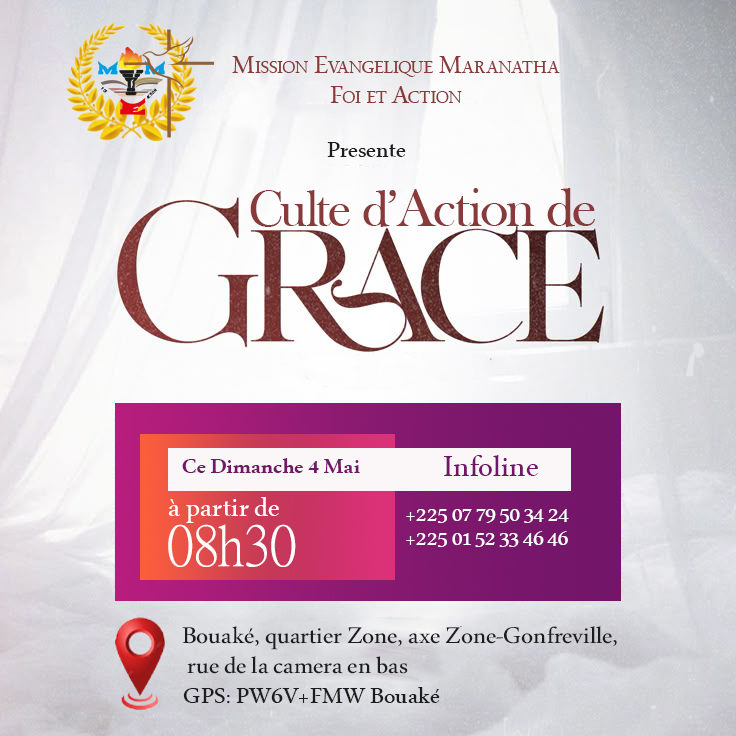 M M
Mission Evangelique Maranatha
Foi et Action
Presente
Culte d'Action de
GRACE
Ce Dimanche 4 Mai
Infoline
à partir de
08h30
+225 07 79 50 34 24
+225 01 52 33 46 46
Bouaké, quartier Zone, axe Zone-Gonfreville,
rue de la camera en bas
GPS: PW6V+FMW Bouaké